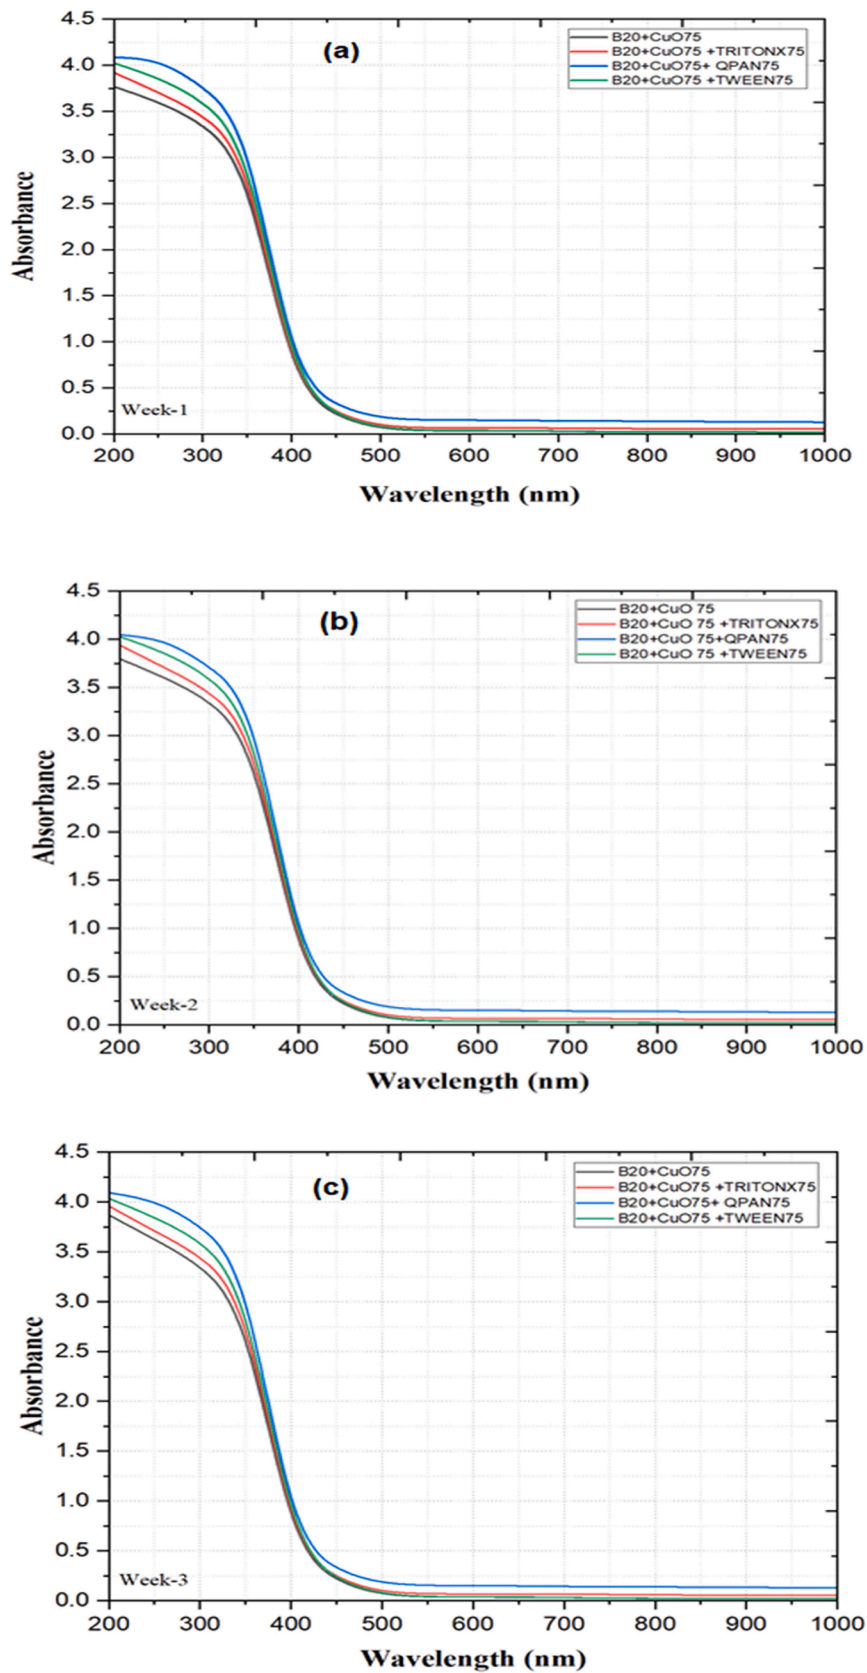 (a)
B20+CuO75
B20+CuO75 +TRITONX75
B20+CuO75+ QPAN75
B20+CuO75 +TWEEN75
4.5
4.0
3.5
3.0
2.5
2.0
1.5
1.0
0.5
0.0
Absorbance
Week-1
200 300 400 500 600 700 800 900 1000
Wavelength (nm)
(b)
B20+CuO 75
B20+CuO 75 +TRITONX75
B20+CuO 75+QPAN75
B20+CuO 75 +TWEEN75
4.5
4.0
3.5
3.0
2.5
2.0
1.5
1.0
0.5
0.0
Absorbance
Week-2
200 300 400 500 600 700 800 900 1000
Wavelength (nm)
(c)
B20+CuO75
B20+CuO75 +TRITONX75
B20+CuO75+ QPAN75
B20+CuO75 +TWEEN75
4.5
4.0
3.5
3.0
2.5
2.0
1.5
1.0
0.5
0.0
Absorbance
Week-3
200 300 400 500 600 700 800 900 1000
Wavelength (nm)